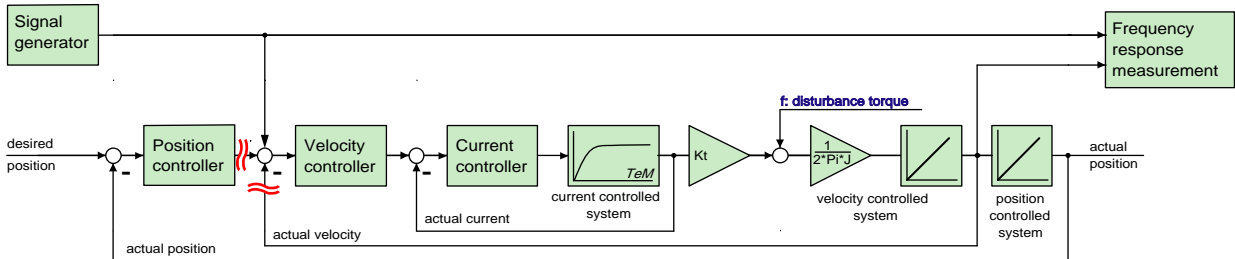 Signal
generator
Frequency
response
measurement
f: disturbance torque
desired
position
Position
controller
-
Velocity
controller
-
Current
controller
-
TeM
current controlled
system
Kt
1
2*Pi*J
velocity controlled
system
position
controlled
system
actual
position
actual current
actual velocity
actual position